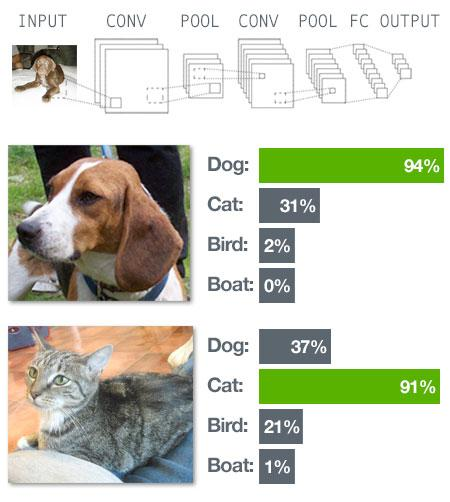 INPUT CONV POOL CONV POOL FC OUTPUT
Dog: 94%
Cat: 31%
Bird: 2%
Boat: 0%
Dog: 37%
Cat: 91%
Bird: 21%
Boat: 1%